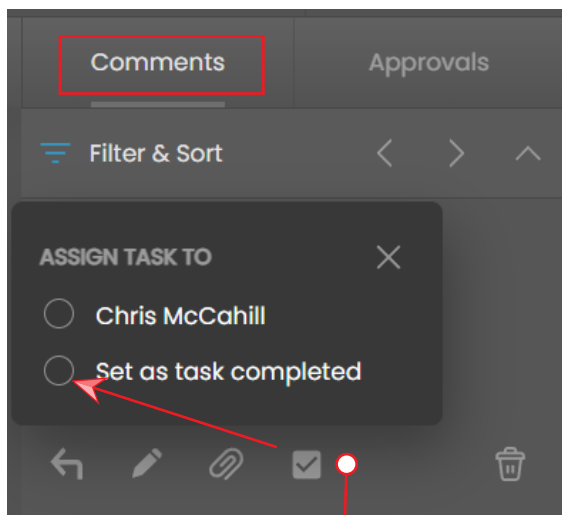 Comments
Approvals
Filter & Sort
ASSIGN TASK TO
Chris McCahill
Set as task completed